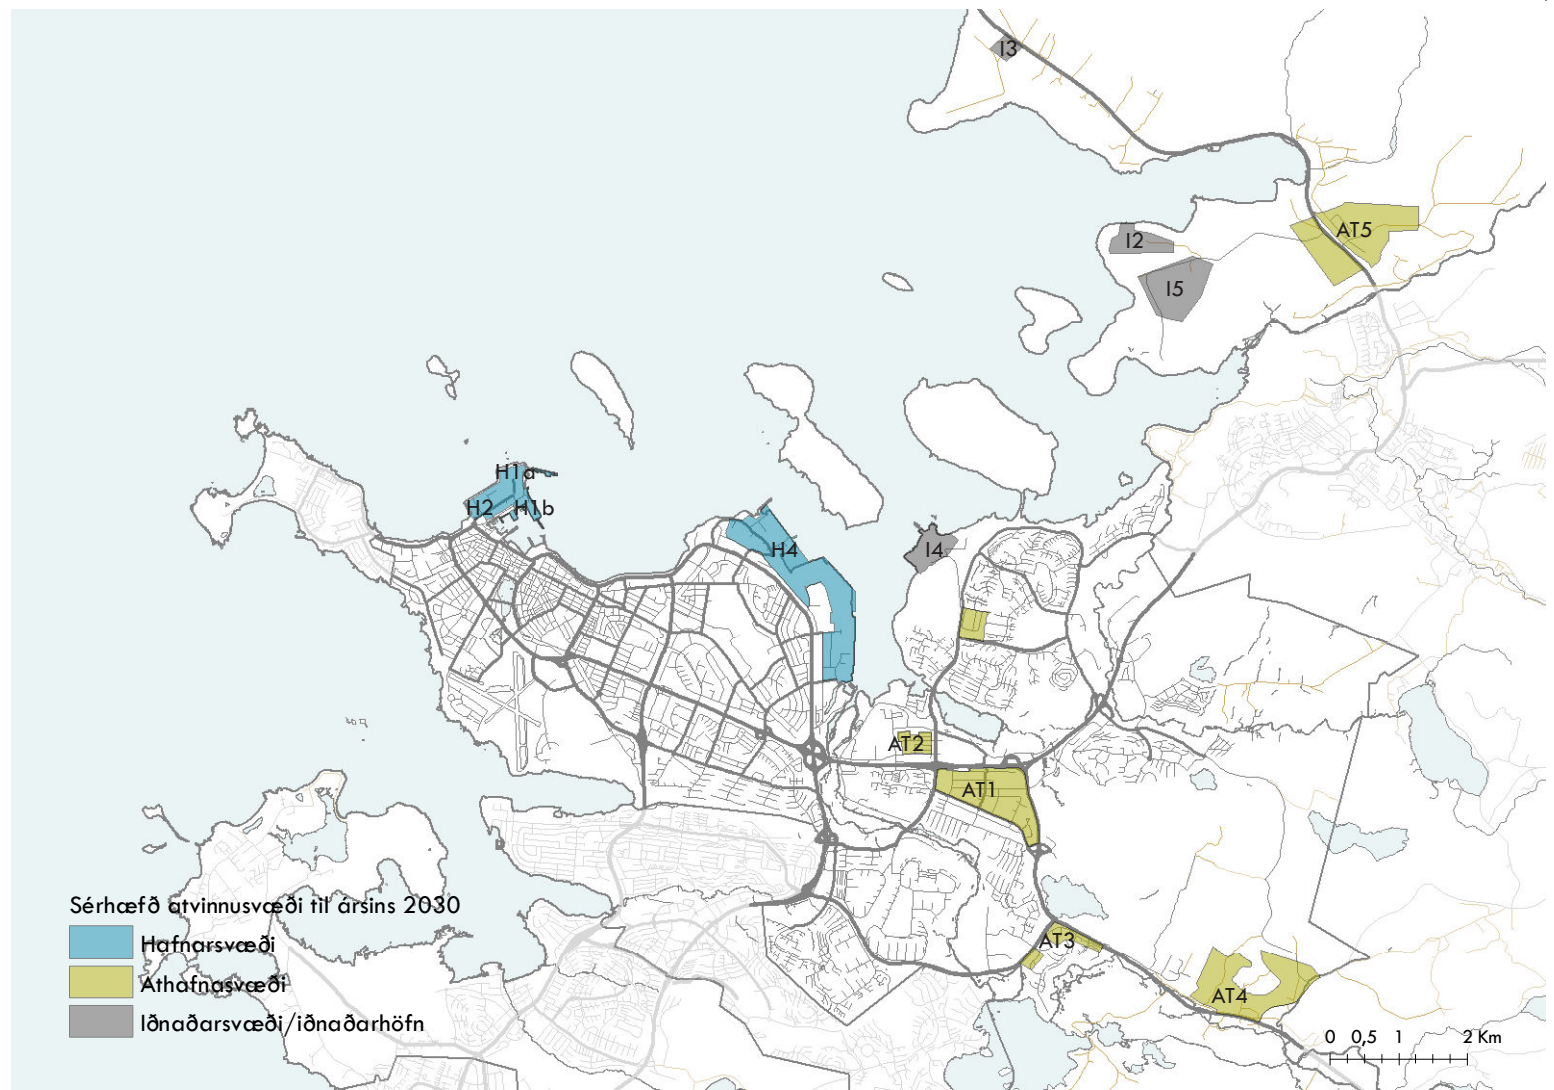 I3
AT5
I2
I5
H1a
H2
H1b
H4
I4
AT2
AT1
Sérhæfð atvinnusvæði til ársins 2030
Hafnarsvæði
Athafnasvæði
Iðnaðarsvæði/iðnaðarhöfn
AT3
AT4
0 0,5 1 2 Km